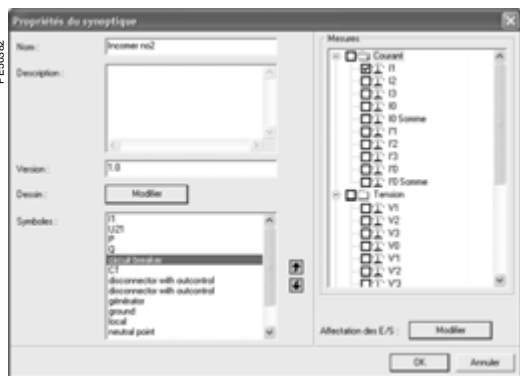 Propriétés du synoptique
Nom :
Incomer no2
Description :
Version :
1.0
Dessin :
Modifier
Symboles :
I1
U21
P
Q
circuit breaker
CT
disconnector with outcontrol
disconnector with outcontrol
générator
ground
local
neutral point
Mesures
Courant
I1
I2
I3
I0
I0 Somme
I'1
I'2
I'3
I'0
I'0 Somme
Tension
V1
V2
V3
V0
V'1
V'2
V'3
Affectation des E/S :
Modifier
OK
Annuler